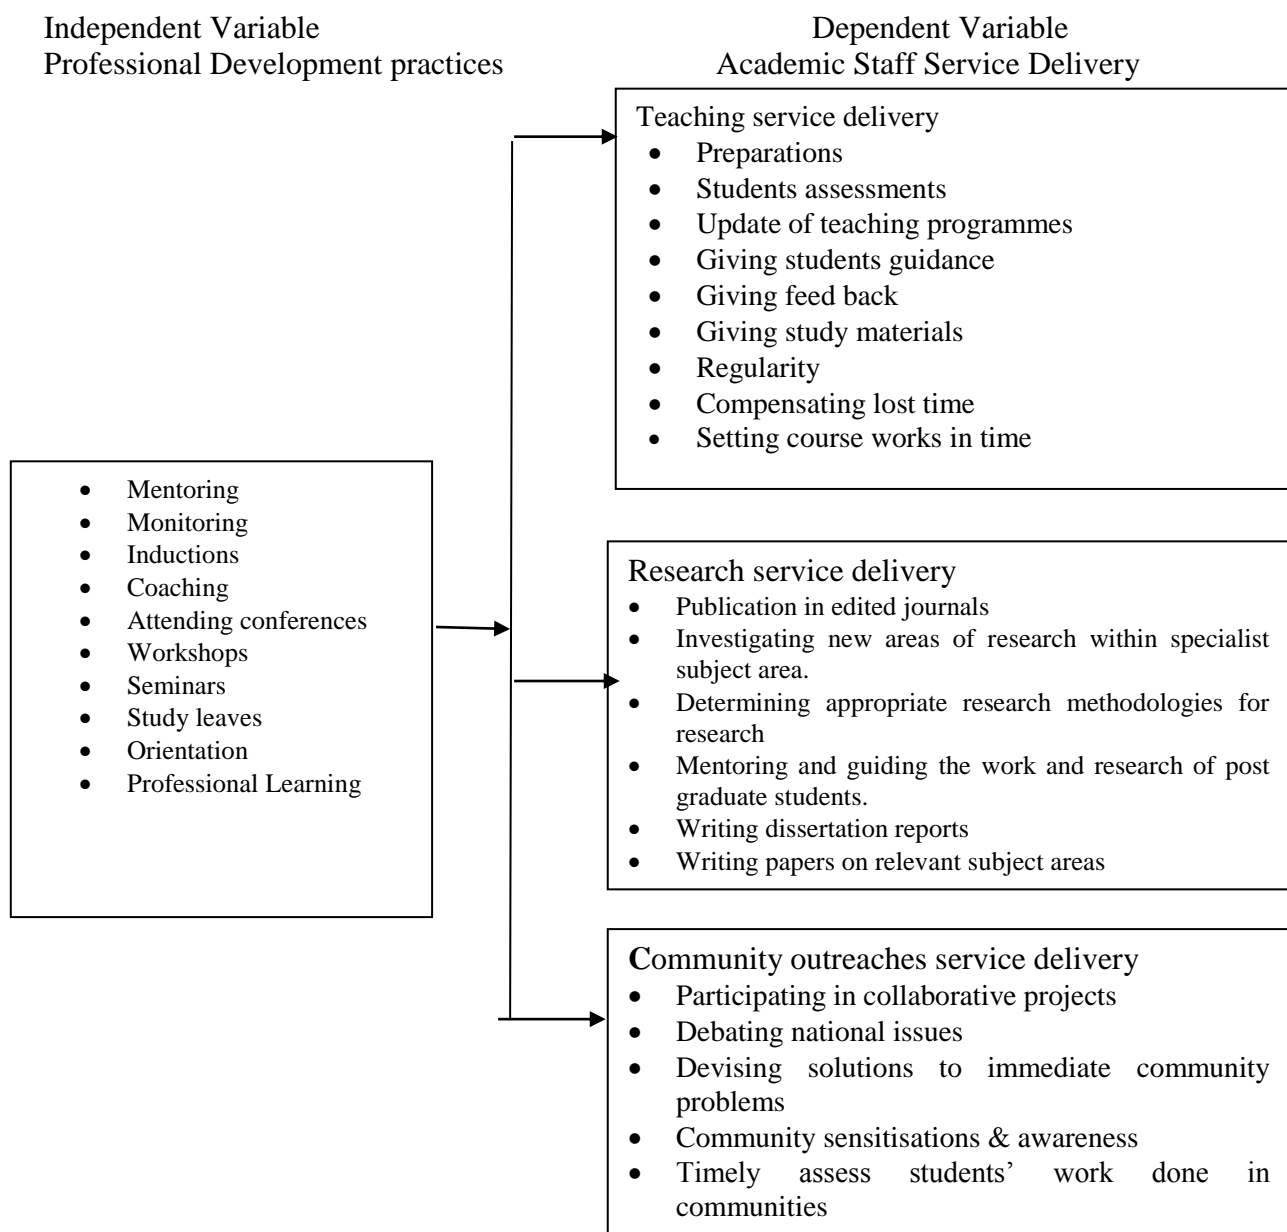 Independent Variable
Professional Development practices
Dependent Variable
Academic Staff Service Delivery
Mentoring
Monitoring
Inductions
Coaching
Attending conferences
Workshops
Seminars
Study leaves
Orientation
Professional Learning
Teaching service delivery
Preparations
Students assessments
Update of teaching programmes
Giving students guidance
Giving feed back
Giving study materials
Regularity
Compensating lost time
Setting course works in time
Research service delivery
Publication in edited journals
Investigating new areas of research within specialist
subject area.
Determining appropriate research methodologies for
research
Mentoring and guiding the work and research of post
graduate students.
Writing dissertation reports
Writing papers on relevant subject areas
Community outreaches service delivery
Participating in collaborative projects
Debating national issues
Devising solutions to immediate community
problems
Community sensitisations & awareness
Timely assess students’ work done in
communities